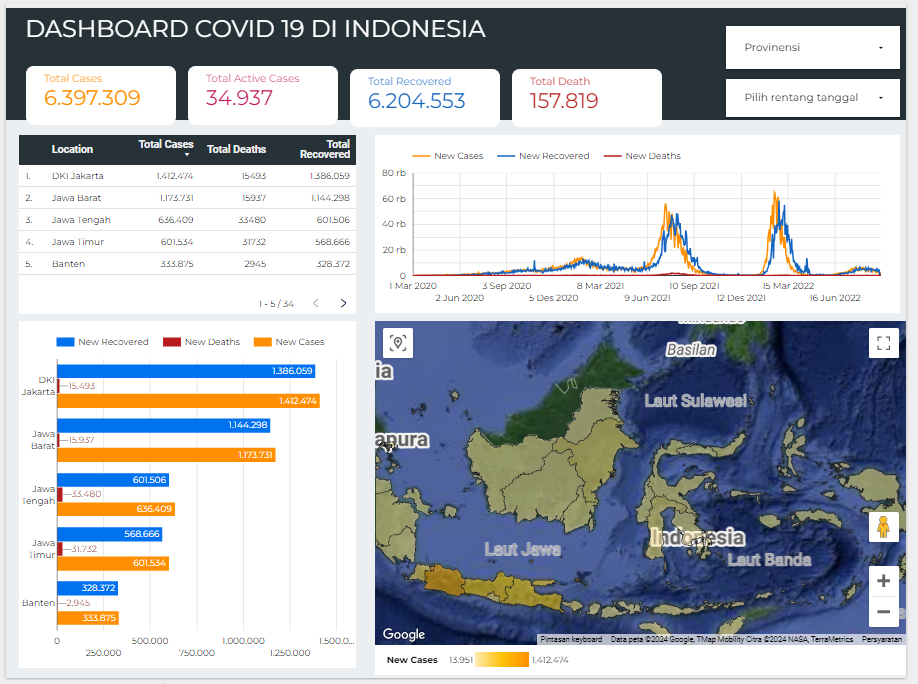 DASHBOARD COVID 19 DI INDONESIA
Provinensi
Pilih rentang tanggal
Total Cases
6.397.309
Total Active Cases
34.937
Total Recovered
6.204.553
Total Death
157.819
Location Total Cases Total Deaths Total Recovered
1. DKI Jakarta 1.412.474 15493 1.386.059
2. Jawa Barat 1.173.731 15937 1.144.298
3. Jawa Tengah 636.409 33480 601.506
4. Jawa Timur 601.534 31732 568.666
5. Banten 333.875 2945 328.372
1 - 5 / 34
New Cases New Recovered New Deaths
80 rb
60 rb
40 rb
20 rb
0
1 Mar 2020 3 Sep 2020 8 Mar 2021 10 Sep 2021 15 Mar 2022
2 Jun 2020 5 Des 2020 9 Jun 2021 12 Des 2021 16 Jun 2022
New Recovered New Deaths New Cases
DKI Jakarta
1.386.059
15.493
1.412.474
Jawa Barat
1.144.298
15.937
1.173.731
Jawa Tengah
601.506
33.480
636.409
Jawa Timur
568.666
31.732
601.534
Banten
328.372
2.945
333.875
0 500.000 1.000.000 1.500.0...
250.000 750.000 1.250.000
Basilan
ia
Laut Sulawesi
apura
Indonesia
Laut Jawa
Laut Banda
Google
Pintasan keyboard Data peta ©2024 Google, TMap Mobility Citra ©2024 NASA, TerraMetrics Persyaratan
New Cases 13.951 1.412.474